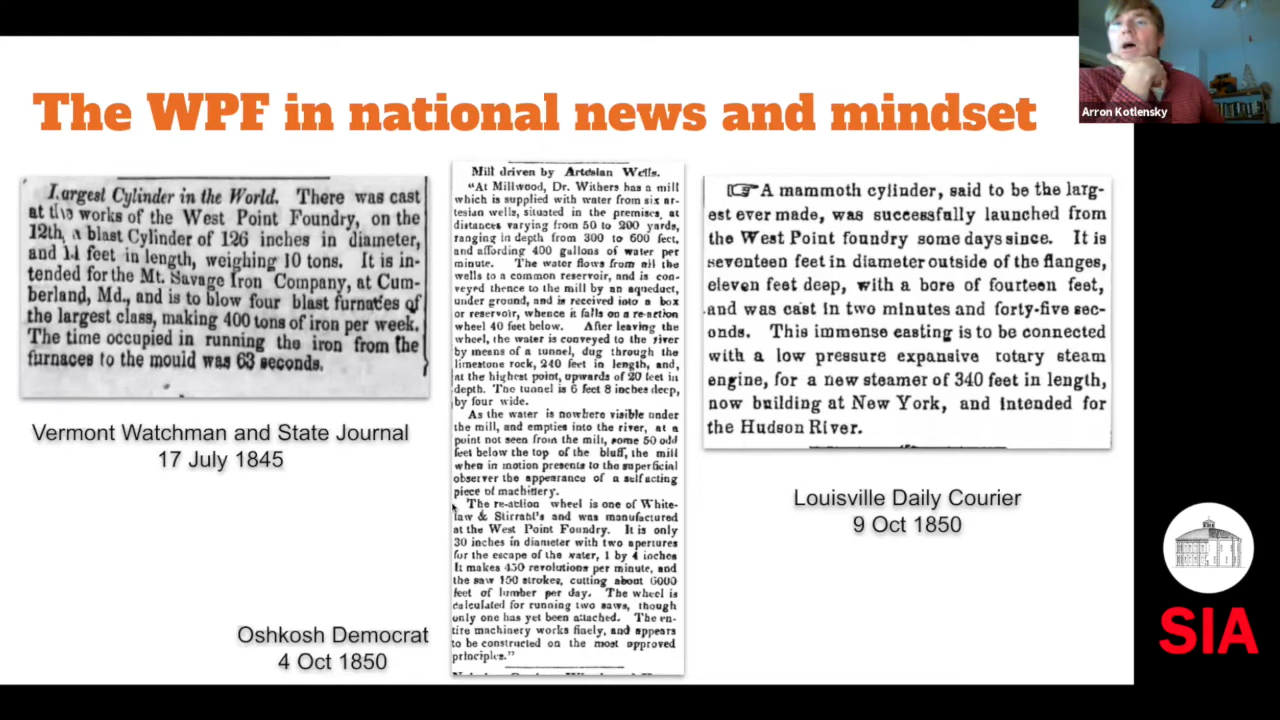 The WPF in national news and mindset
Arron Kotlensky
Largest Cylinder in the World. There was cast
at the works of the West Point Foundry, on the
12th, a blast Cylinder of 126 inches in diameter,
and 11 feet in length, weighing 10 tons. It is in-
tended for the Mt. Savage Iron Company, at Cum-
berland, Md., and is to blow four blast furnaces of
the largest class, making 400 tons of iron per week.
The time occupied in running the iron from the
furnaces to the mould was 63 seconds.
Vermont Watchman and State Journal
17 July 1845
Mill driven by Artesian Wells.
"At Millwood, Dr. Withers has a mill
which is supplied with water from six ar-
tesian wells, situated in the premises, at
distances varying from 50 to 200 yards,
ranging in depth from 300 to 600 feet,
and affording 400 gallons of water per
minute. The water flows from all the
wells to a common reservoir, and is con-
veyed thence to the mill by an aqueduct,
under ground, and is received into a box
or reservoir, whence it falls on a re-action
wheel 40 feet below. After leaving the
wheel, the water is conveyed to the river
by means of a tunnel, dug through the
limestone rock, 240 feet in length, and,
at the highest point, upwards of 20 feet in
depth. The tunnel is 6 feet 8 inches deep,
by four wide.
As the water is nowhere visible under
the mill, and empties into the river, at a
point not seen from the mill, some 50 odd
feet below the top of the bluff, the mill
when in motion presents to the superficial
observer the appearance of a self acting
piece of machinery.
The re-action wheel is one of White-
law & Stirrahl's and was manufactured
at the West Point Foundry. It is only
30 inches in diameter with two apertures
for the escape of the water, 1 by 4 inches
It makes 450 revolutions per minute, and
the saw 150 strokes, cutting about 6000
feet of lumber per day. The wheel is
calculated for running two saws, though
only one has yet been attached. The en-
tire machinery works finely, and appears
to be constructed on the most approved
principles."
Oshkosh Democrat
4 Oct 1850
☞A mammoth cylinder, said to be the larg-
est ever made, was successfully launched from
the West Point foundry some days since. It is
seventeen feet in diameter outside of the flanges,
eleven feet deep, with a bore of fourteen feet,
and was cast in two minutes and forty-five sec-
onds. This immense casting is to be connected
with a low pressure expansive rotary steam
engine, for a new steamer of 340 feet in length,
now building at New York, and intended for
the Hudson River.
Louisville Daily Courier
9 Oct 1850
SIA